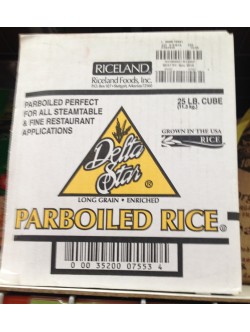 RICELAND
Riceland Foods, Inc.
PARBOILED PERFECT
FOR ALL STEAMTABLE
& FINE RESTAURANT
APPLICATIONS
25 LB. CUBE
GROWN IN THE USA
RICE
Delta
Star ®
LONG GRAIN • ENRICHED
PARBOILED RICE
0 00 35200 07553 4